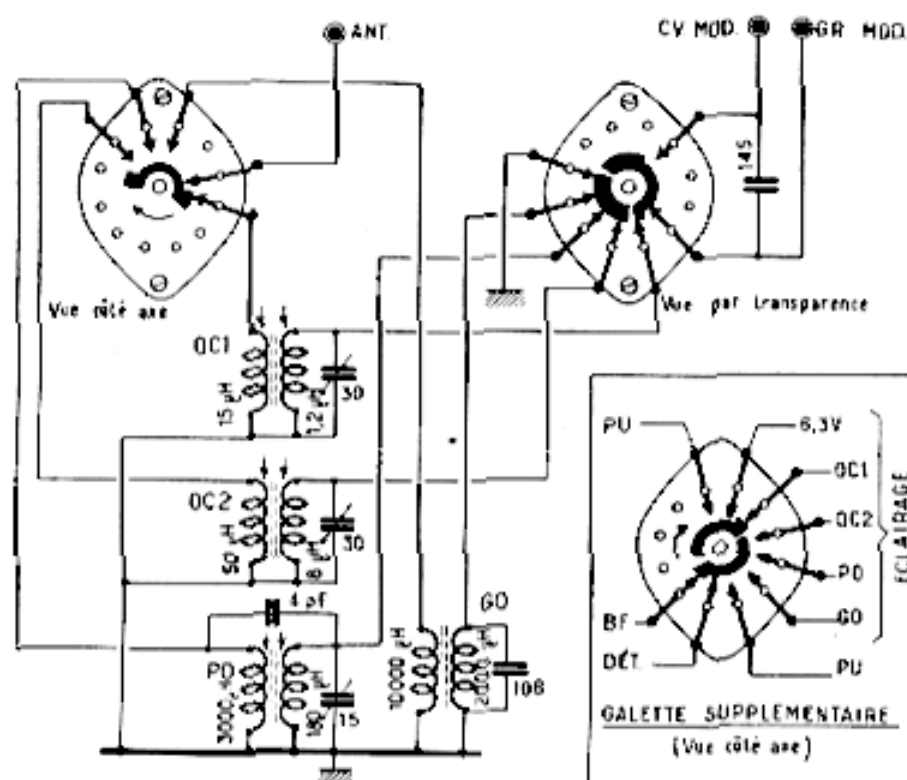 ANT.
CV MOD.
GR MOD.
145
Vue côté axe
Vue par transparence
OC1
15 µH
1,2 µH
30
OC2
50 µH
8 µH
30
4 pF
PO
3000 µH
180 µH
15
GO
10000 µH
2000 µH
108
PU
6,3V
OC1
OC2
PO
GO
ECLAIRAGE
BF
DÉT.
PU
GALETTE SUPPLEMENTAIRE
(Vue côté axe)